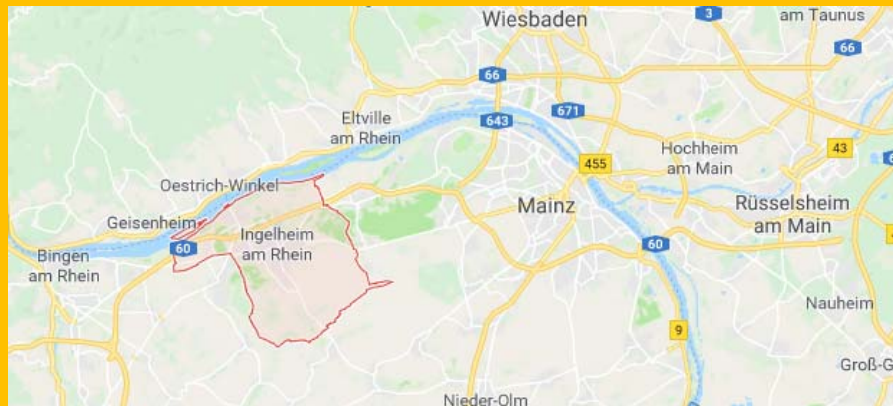 Wiesbaden
3
am Taunus
66
66
Eltville
am Rhein
671
643
Hochheim
am Main
43
455
Oestrich-Winkel
Rüsselsheim
am Main
Mainz
Geisenheim
Ingelheim
am Rhein
60
60
Bingen
am Rhein
Nauheim
9
Groß-G
Nieder-Olm